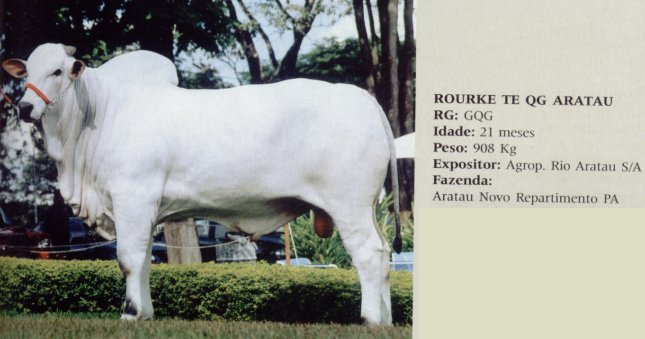 ROURKE TE QG ARATAU
RG: GQG
Idade: 21 meses
Peso: 908 Kg
Expositor: Agrop. Rio Aratau S/A
Fazenda:
Aratau Novo Repartimento PA